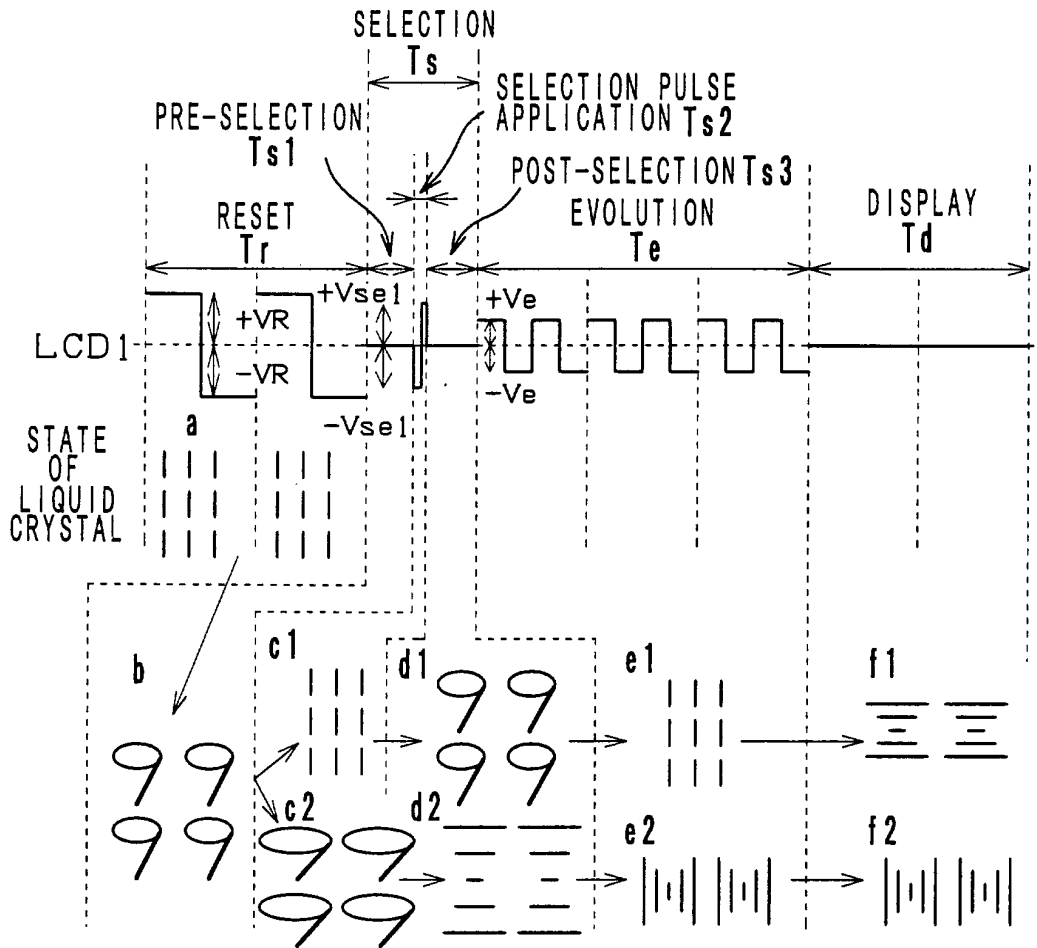 SELECTION
Ts
SELECTION PULSE
APPLICATION Ts2
PRE-SELECTION
Ts1
POST-SELECTION Ts3
RESET
Tr
EVOLUTION
Te
DISPLAY
Td
+Vse1
+Ve
+VR
LCD1
-VR
-Ve
-Vse1
a
STATE
OF
LIQUID
CRYSTAL
b
c1
d1
e1
f1
c2
d2
e2
f2